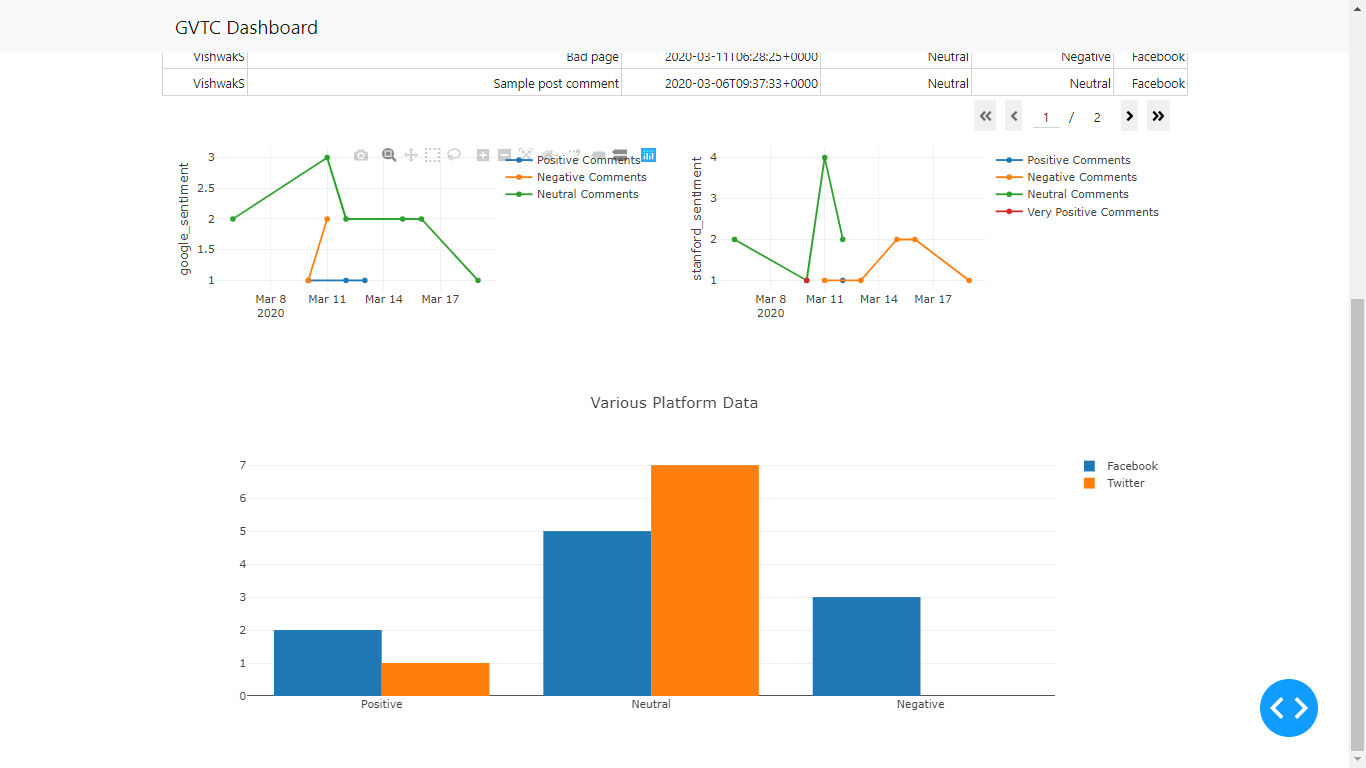 GVTC Dashboard
VishwakS Bad page 2020-03-11T06:28:25+0000 Neutral Negative Facebook
VishwakS Sample post comment 2020-03-06T09:37:33+0000 Neutral Neutral Facebook
1 / 2
google_sentiment
3
2.5
2
1.5
1
Mar 8 Mar 11 Mar 14 Mar 17
2020
Positive Comments
Negative Comments
Neutral Comments
stanford_sentiment
4
3
2
1
Mar 8 Mar 11 Mar 14 Mar 17
2020
Positive Comments
Negative Comments
Neutral Comments
Very Positive Comments
Various Platform Data
7
6
5
4
3
2
1
0
Positive Neutral Negative
Facebook
Twitter